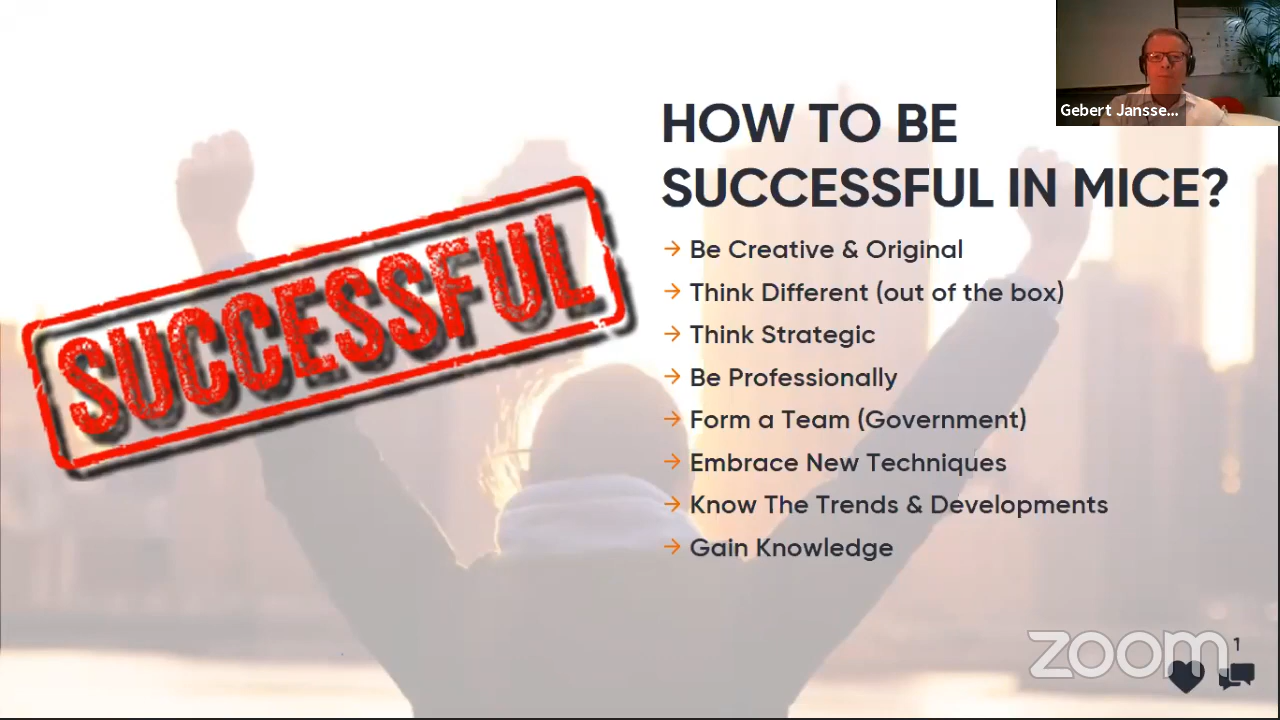 Gebert Jansse...
HOW TO BE
SUCCESSFUL IN MICE?
SUCCESSFUL
→ Be Creative & Original
→ Think Different (out of the box)
→ Think Strategic
→ Be Professionally
→ Form a Team (Government)
→ Embrace New Techniques
→ Know The Trends & Developments
→ Gain Knowledge
zoom
1